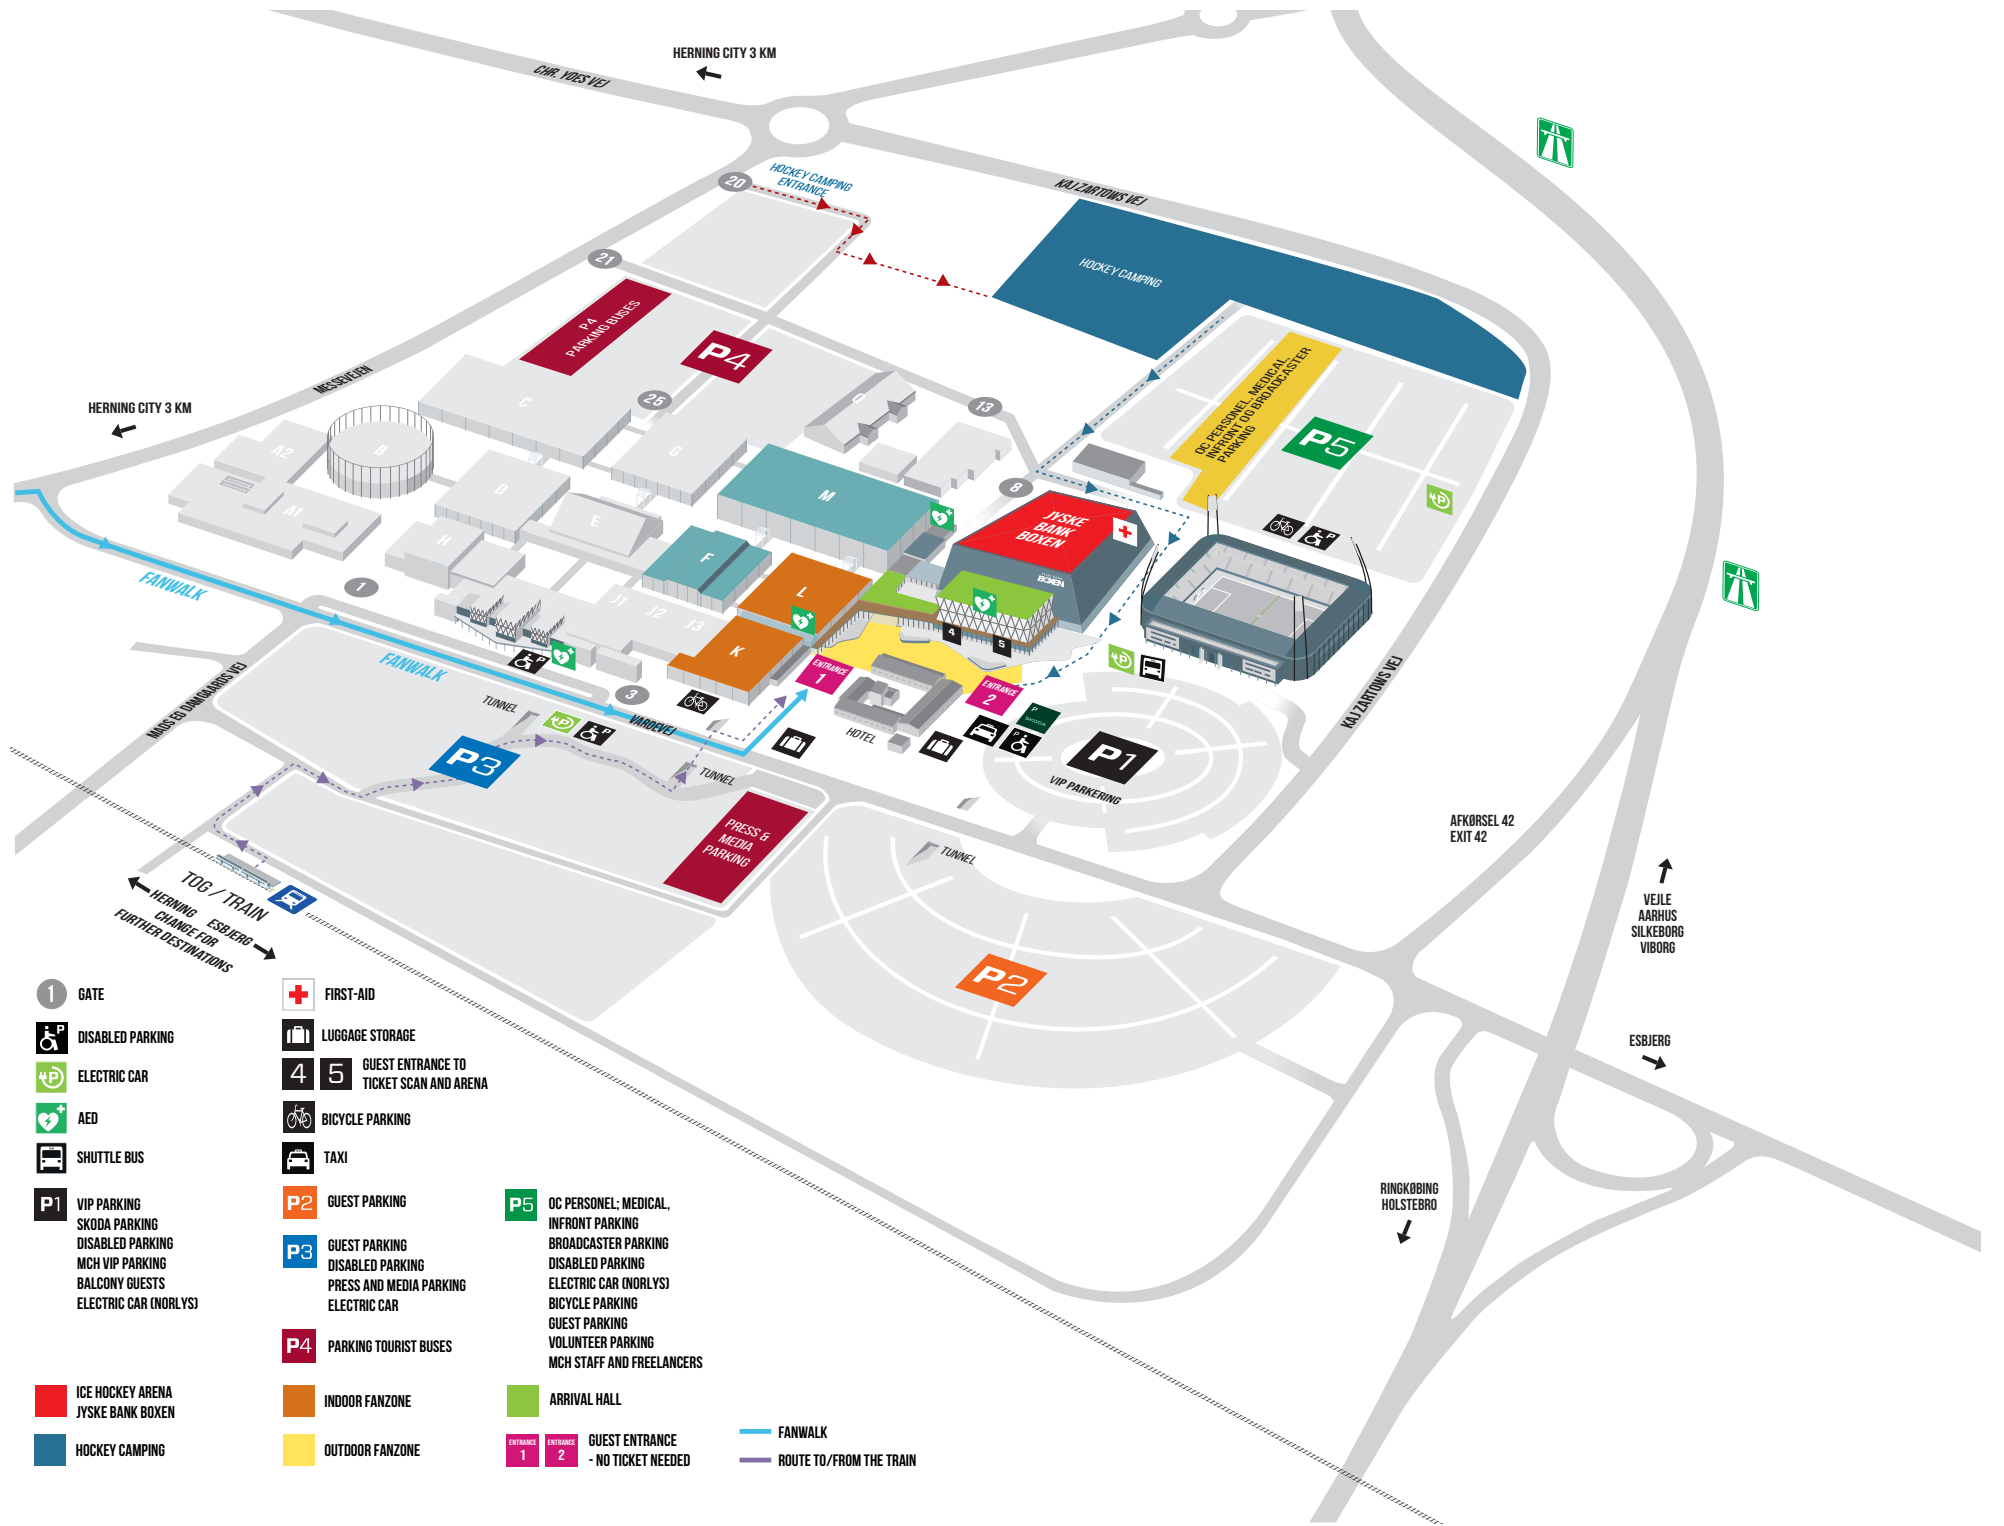 HERNING CITY 3 KM
CHR. YDES VEJ
20
HOCKEY CAMPING
ENTRANCE
KAJ ZARTOWS VEJ
21
HOCKEY CAMPING
P4
PARKING BUSES
P4
MESSEVEJEN
HERNING CITY 3 KM
OC PERSONEL, MEDICAL,
INFRONT OG BROADCASTER
PARKING
P5
C
25
13
A2
B
G
D
M
8
A1
E
H
F
JYSKE
BANK
BOXEN
BOXEN
FANWALK
1
L
J1
J2
J3
K
4
5
FANWALK
ENTRANCE
1
ENTRANCE
2
3
TUNNEL
VARDEVEJ
HOTEL
P
SKODA
MADS EG DAMGAARDS VEJ
KAJ ZARTOWS VEJ
P3
TUNNEL
P1
VIP PARKERING
PRESS &
MEDIA
PARKING
TUNNEL
AFKØRSEL 42
EXIT 42
TOG / TRAIN
HERNING ESBJERG
CHANGE FOR
FURTHER DESTINATIONS
P2
VEJLE
AARHUS
SILKEBORG
VIBORG
ESBJERG
RINGKØBING
HOLSTEBRO
1 GATE
DISABLED PARKING
ELECTRIC CAR
AED
SHUTTLE BUS
P1 VIP PARKING
SKODA PARKING
DISABLED PARKING
MCH VIP PARKING
BALCONY GUESTS
ELECTRIC CAR (NORLYS)
ICE HOCKEY ARENA
JYSKE BANK BOXEN
HOCKEY CAMPING
FIRST-AID
LUGGAGE STORAGE
4 5 GUEST ENTRANCE TO
TICKET SCAN AND ARENA
BICYCLE PARKING
TAXI
P2 GUEST PARKING
P3 GUEST PARKING
DISABLED PARKING
PRESS AND MEDIA PARKING
ELECTRIC CAR
P4 PARKING TOURIST BUSES
INDOOR FANZONE
OUTDOOR FANZONE
P5 OC PERSONEL; MEDICAL,
INFRONT PARKING
BROADCASTER PARKING
DISABLED PARKING
ELECTRIC CAR (NORLYS)
BICYCLE PARKING
GUEST PARKING
VOLUNTEER PARKING
MCH STAFF AND FREELANCERS
ARRIVAL HALL
ENTRANCE 1 ENTRANCE 2 GUEST ENTRANCE
- NO TICKET NEEDED
FANWALK
ROUTE TO/FROM THE TRAIN